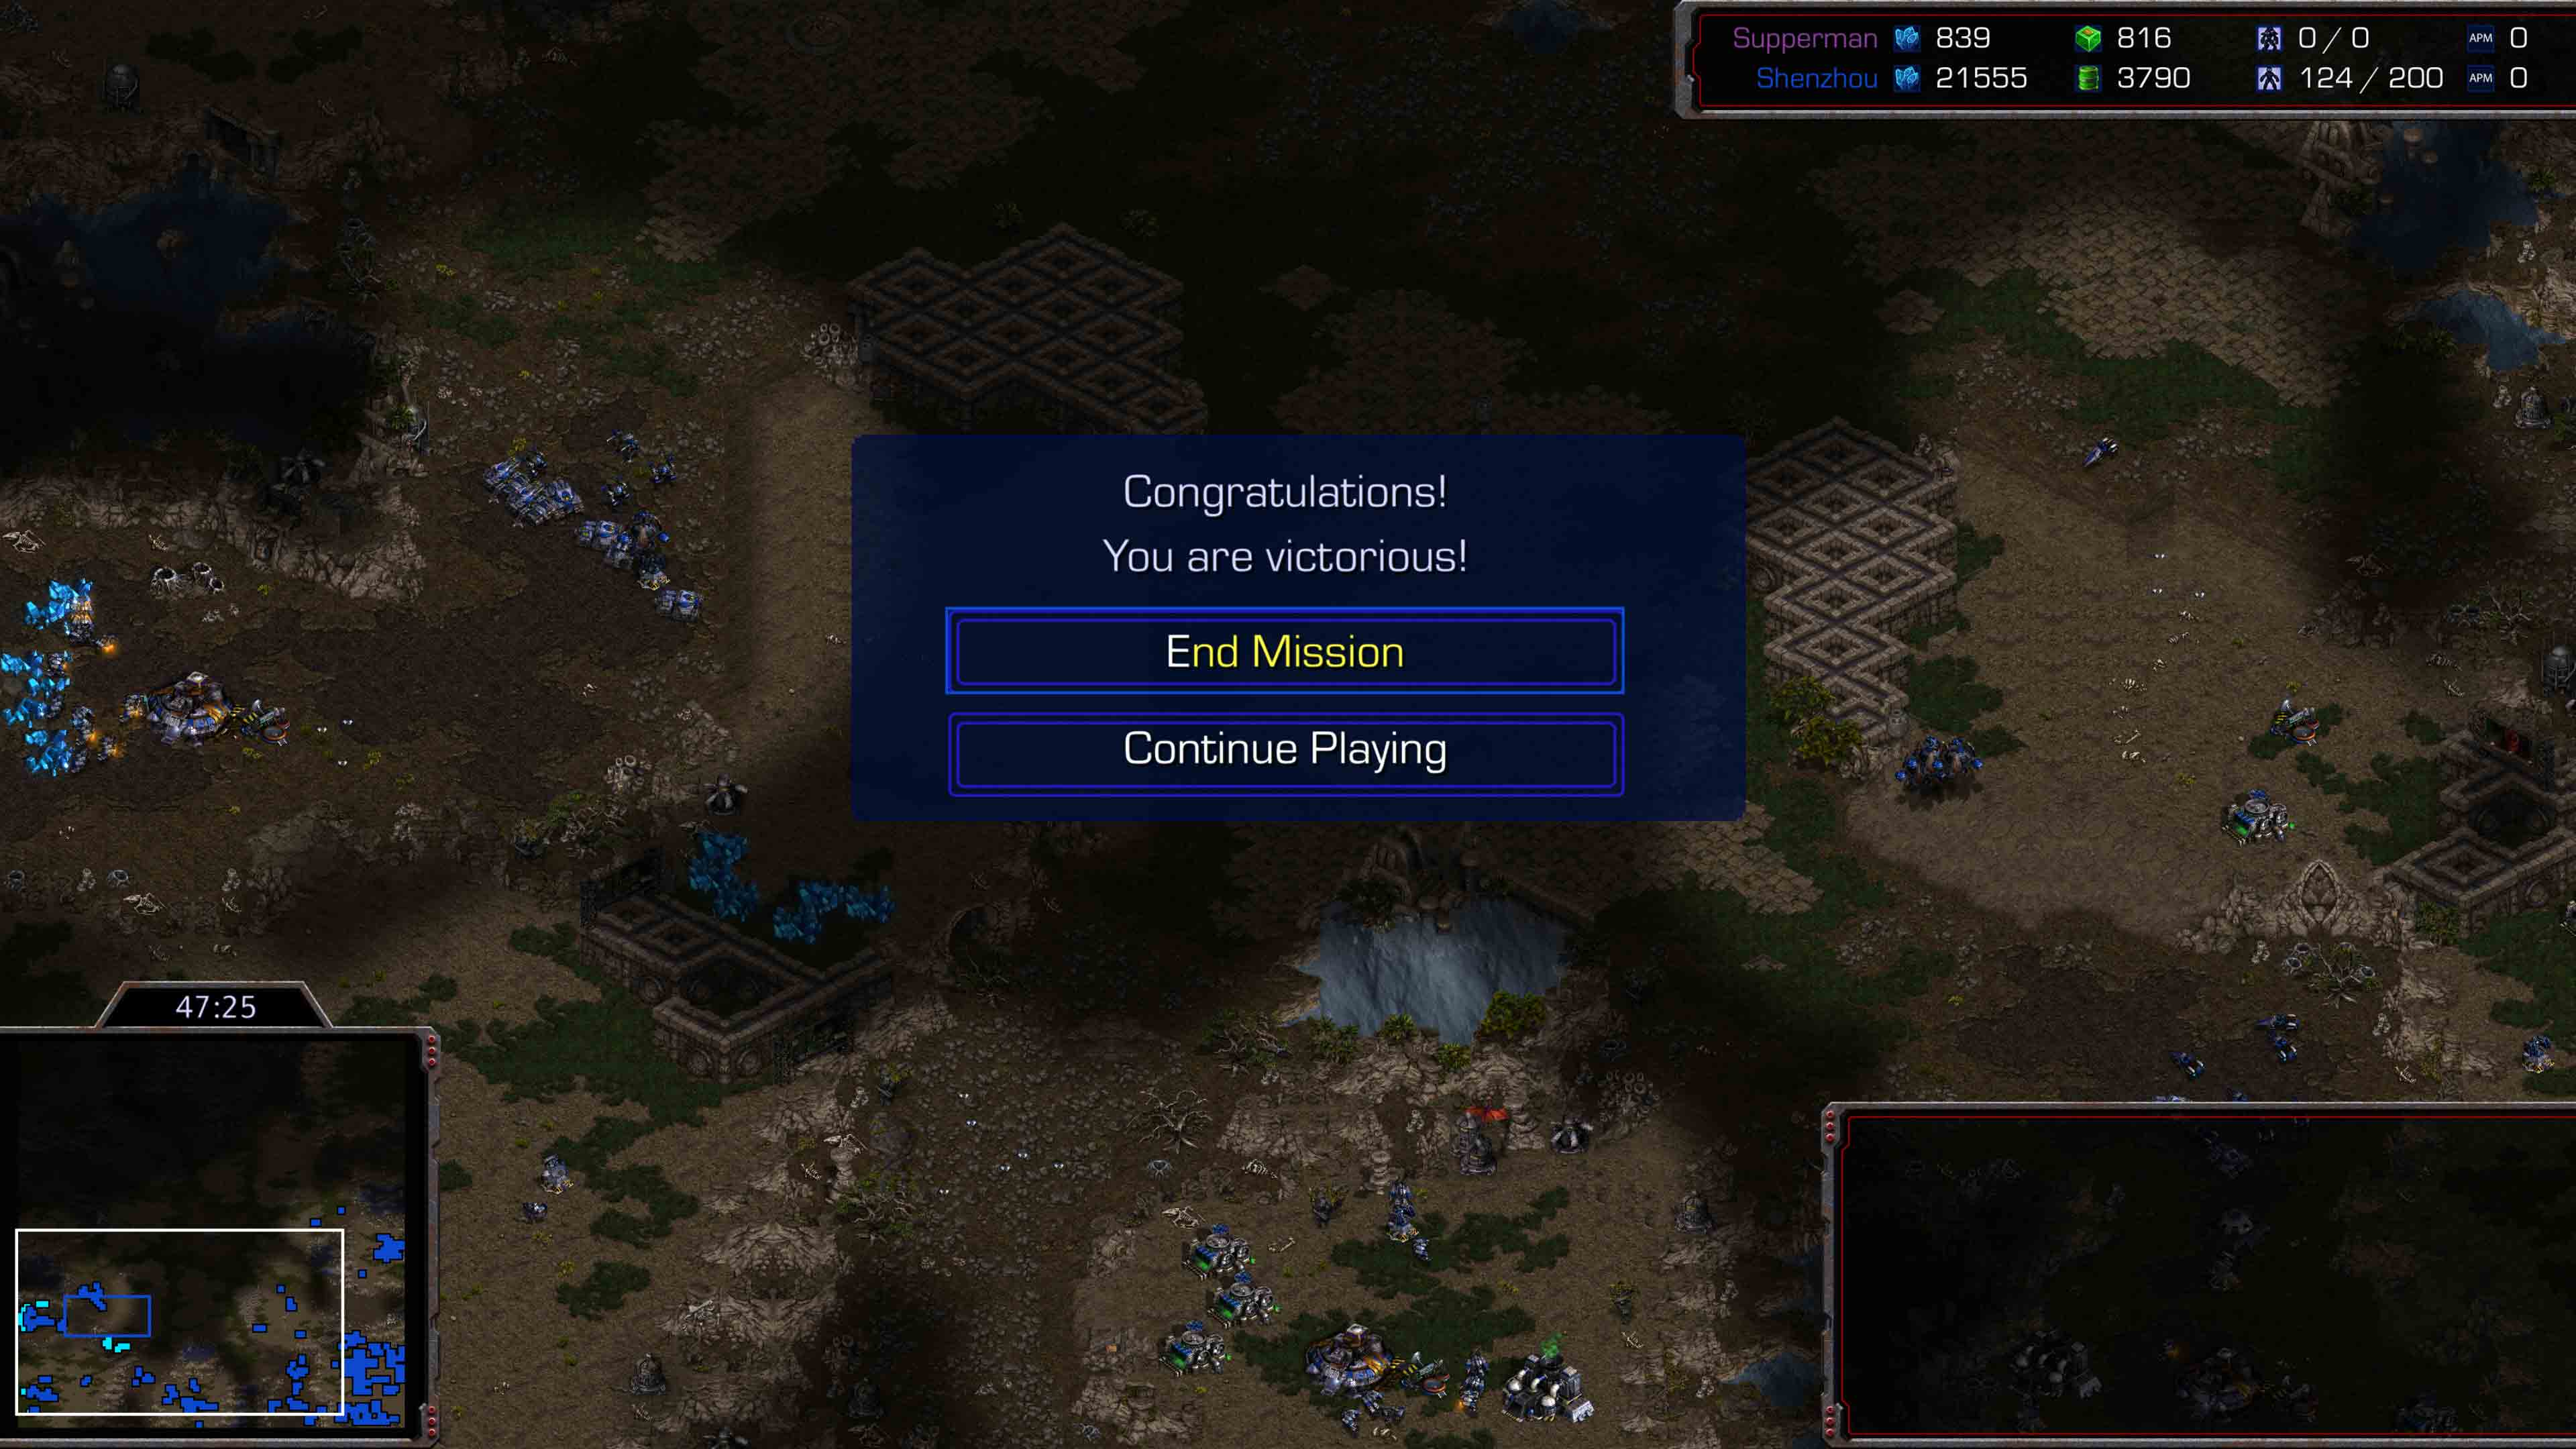 Supperman 839 816 0 / 0 APM 0
Shenzhou 21555 3790 124 / 200 APM 0
Congratulations!
You are victorious!
End Mission
Continue Playing
47:25